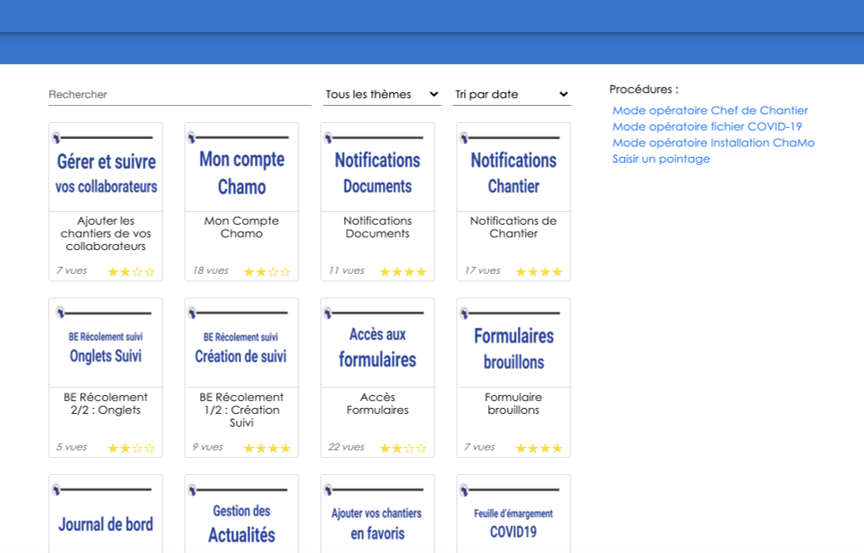 Rechercher
Tous les thèmes
Tri par date
Procédures :
Mode opératoire Chef de Chantier
Mode opératoire fichier COVID-19
Mode opératoire Installation ChaMo
Saisir un pointage
Gérer et suivre
vos collaborateurs
Ajouter les
chantiers de vos
collaborateurs
7 vues
Mon compte
Chamo
Mon Compte
Chamo
18 vues
Notifications
Documents
Notifications
Documents
11 vues
Notifications
Chantier
Notifications de
Chantier
17 vues
BE Récolement suivi
Onglets Suivi
BE Récolement
2/2 : Onglets
5 vues
BE Récolement suivi
Création de suivi
BE Récolement
1/2 : Création
Suivi
9 vues
Accès aux
formulaires
Accès
Formulaires
22 vues
Formulaires
brouillons
Formulaire
brouillons
7 vues
Journal de bord
Gestion des
Actualités
Ajouter vos chantiers
en favoris
Feuille d'émargement
COVID19